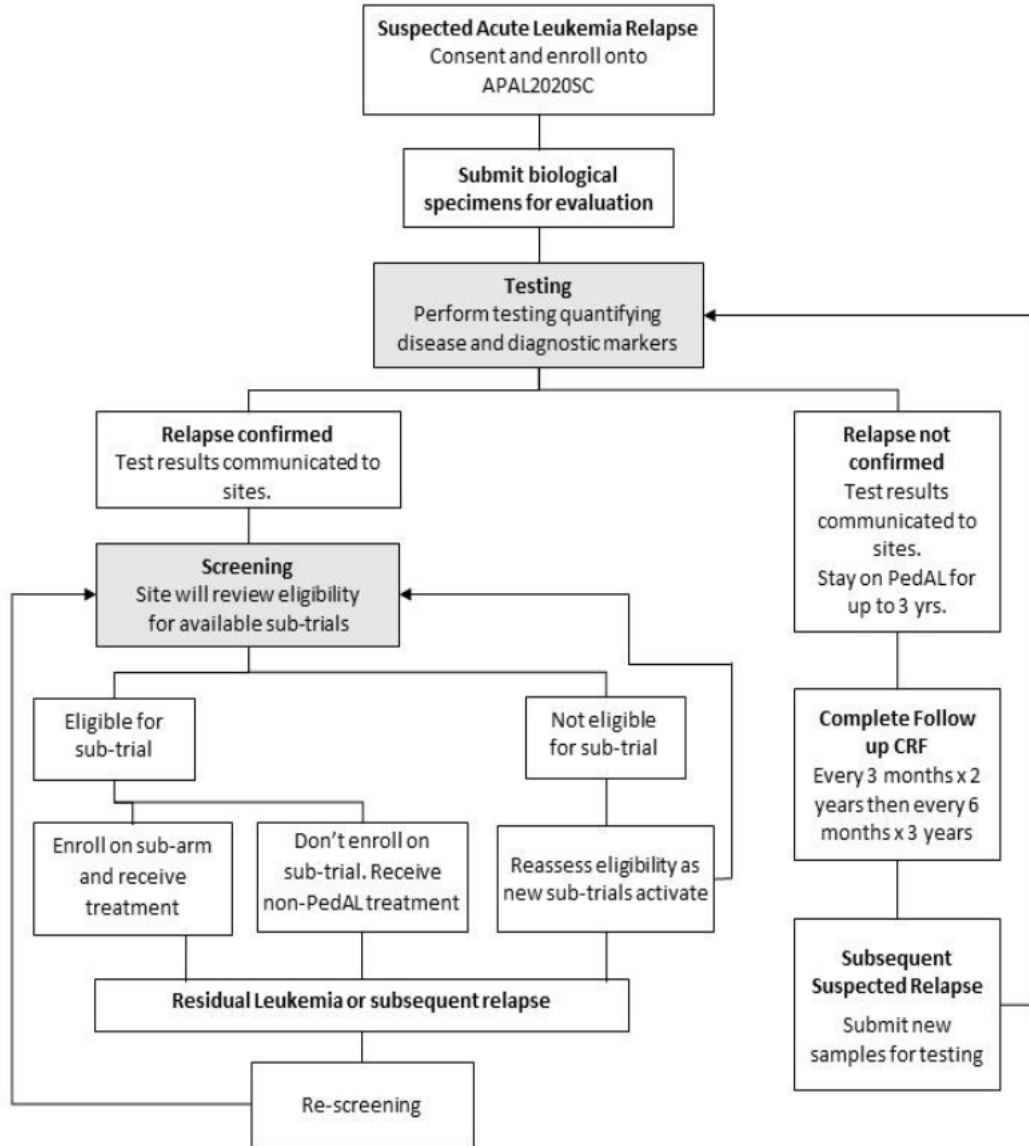 Suspected Acute Leukemia Relapse
Consent and enroll onto
APAL2020SC
Submit biological
specimens for evaluation
Testing
Perform testing quantifying
disease and diagnostic markers
Relapse confirmed
Test results communicated to
sites.
Relapse not
confirmed
Test results
communicated to
sites.
Stay on PedAL for
up to 3 yrs.
Screening
Site will review eligibility
for available sub-trials
Eligible for
sub-trial
Not eligible
for sub-trial
Complete Follow
up CRF
Every 3 months x 2
years then every 6
months x 3 years
Enroll on sub-arm
and receive
treatment
Don't enroll on
sub-trial. Receive
non-PedAL treatment
Reassess eligibility as
new sub-trials activate
Residual Leukemia or subsequent relapse
Subsequent
Suspected Relapse
Submit new
samples for testing
Re-screening